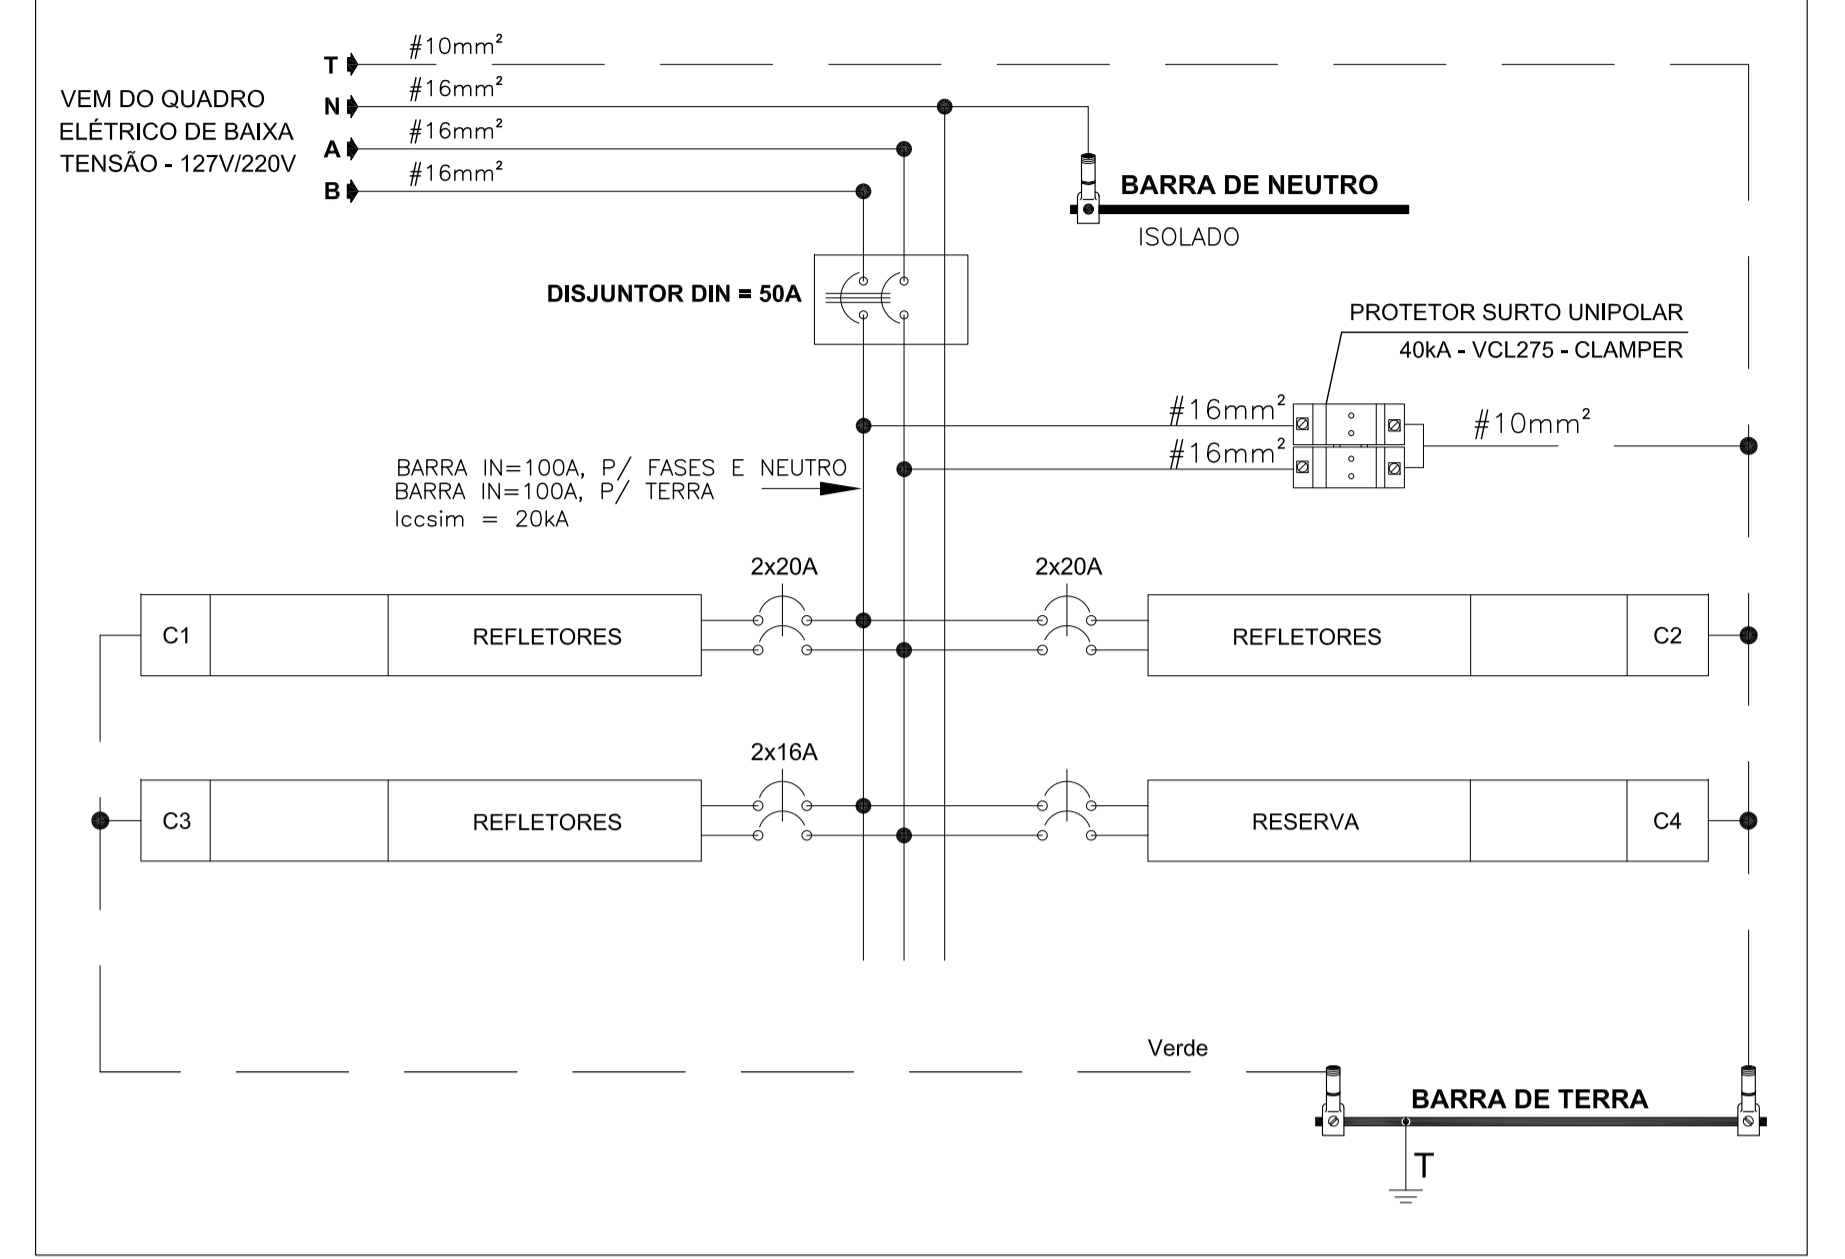 T
#10mm²
N
#16mm²
A
#16mm²
B
#16mm²
VEM DO QUADRO
ELÉTRICO DE BAIXA
TENSÃO - 127V/220V
BARRA DE NEUTRO
ISOLADO
DISJUNTOR DIN = 50A
PROTETOR SURTO UNIPOLAR
40kA - VCL275 - CLAMPER
#16mm²
#16mm²
#10mm²
BARRA IN=100A, P/ FASES E NEUTRO
BARRA IN=100A, P/ TERRA
Iccsim = 20kA
2x20A
2x20A
C1
REFLETORES
REFLETORES
C2
2x16A
C3
REFLETORES
RESERVA
C4
Verde
BARRA DE TERRA
T